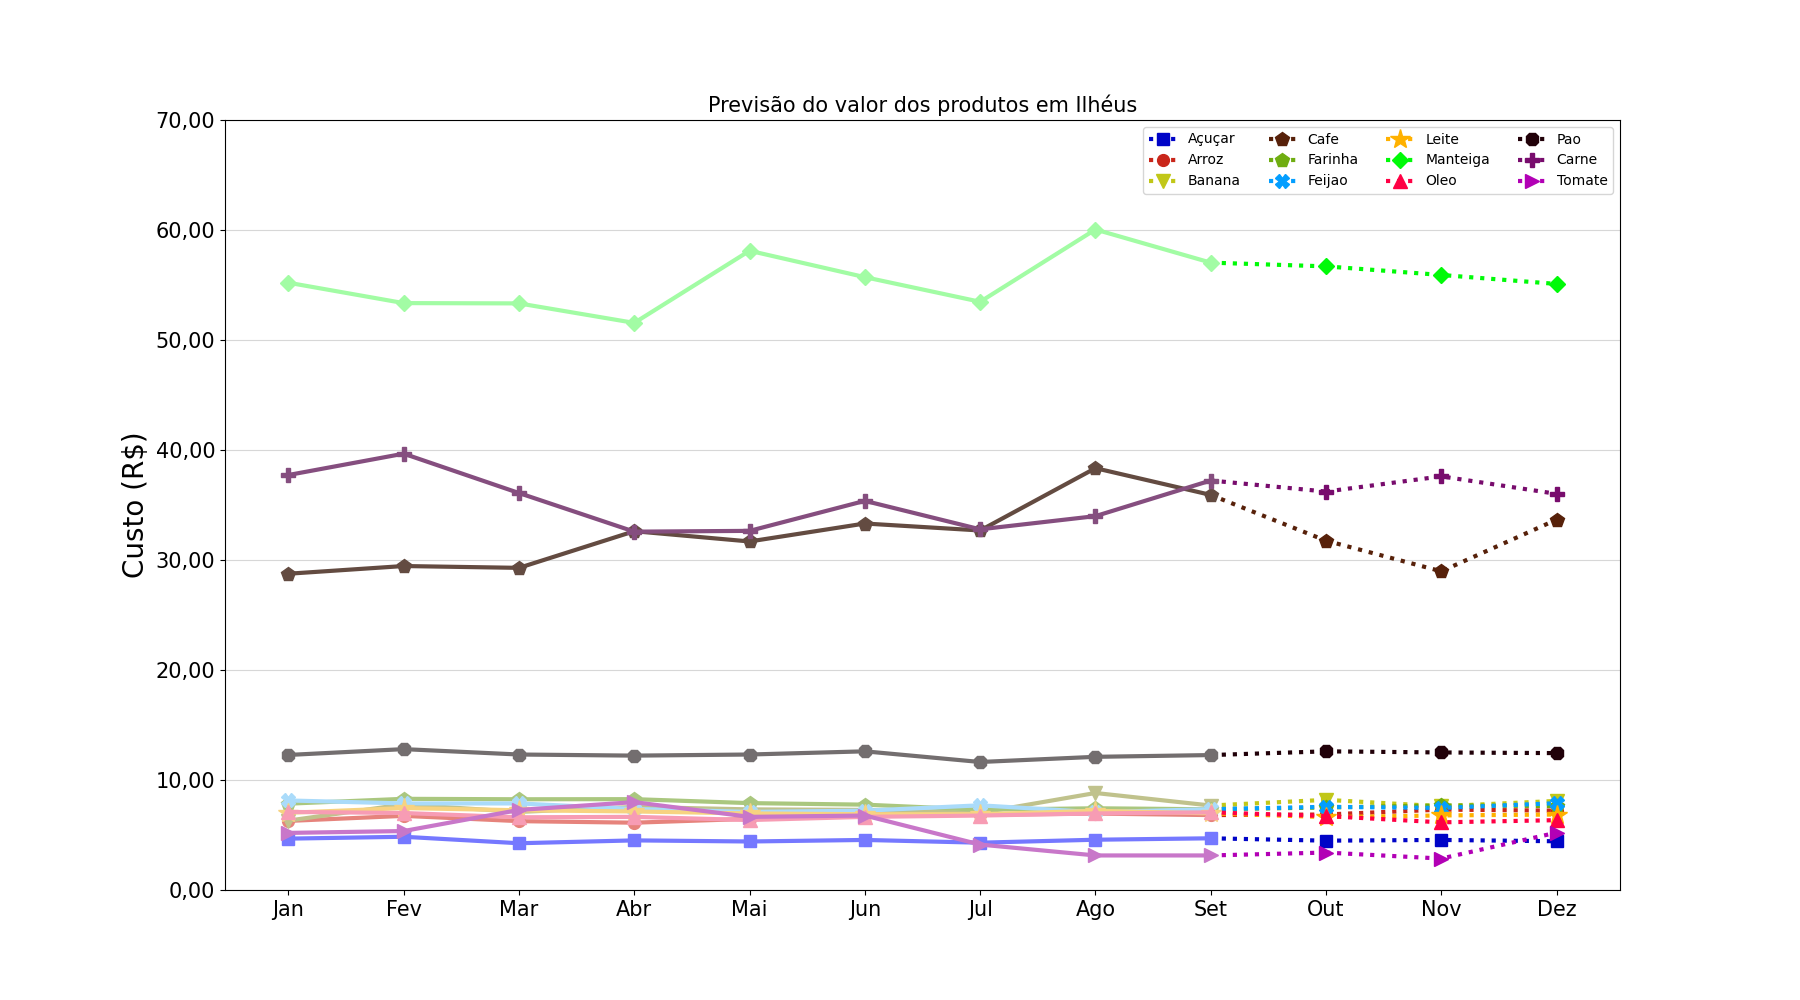 Previsão do valor dos produtos em Ilhéus
70,00
60,00
50,00
40,00
30,00
20,00
10,00
0,00
Custo (R$)
Açuçar Cafe Leite Pao
Arroz Farinha Manteiga Carne
Banana Feijao Oleo Tomate
Jan Fev Mar Abr Mai Jun Jul Ago Set Out Nov Dez